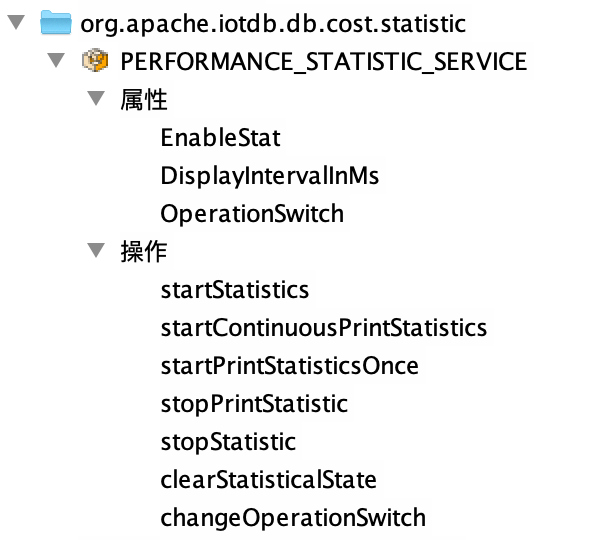 org.apache.iotdb.db.cost.statistic
PERFORMANCE_STATISTIC_SERVICE
属性
EnableStat
DisplayIntervalInMs
OperationSwitch
操作
startStatistics
startContinuousPrintStatistics
startPrintStatisticsOnce
stopPrintStatistic
stopStatistic
clearStatisticalState
changeOperationSwitch